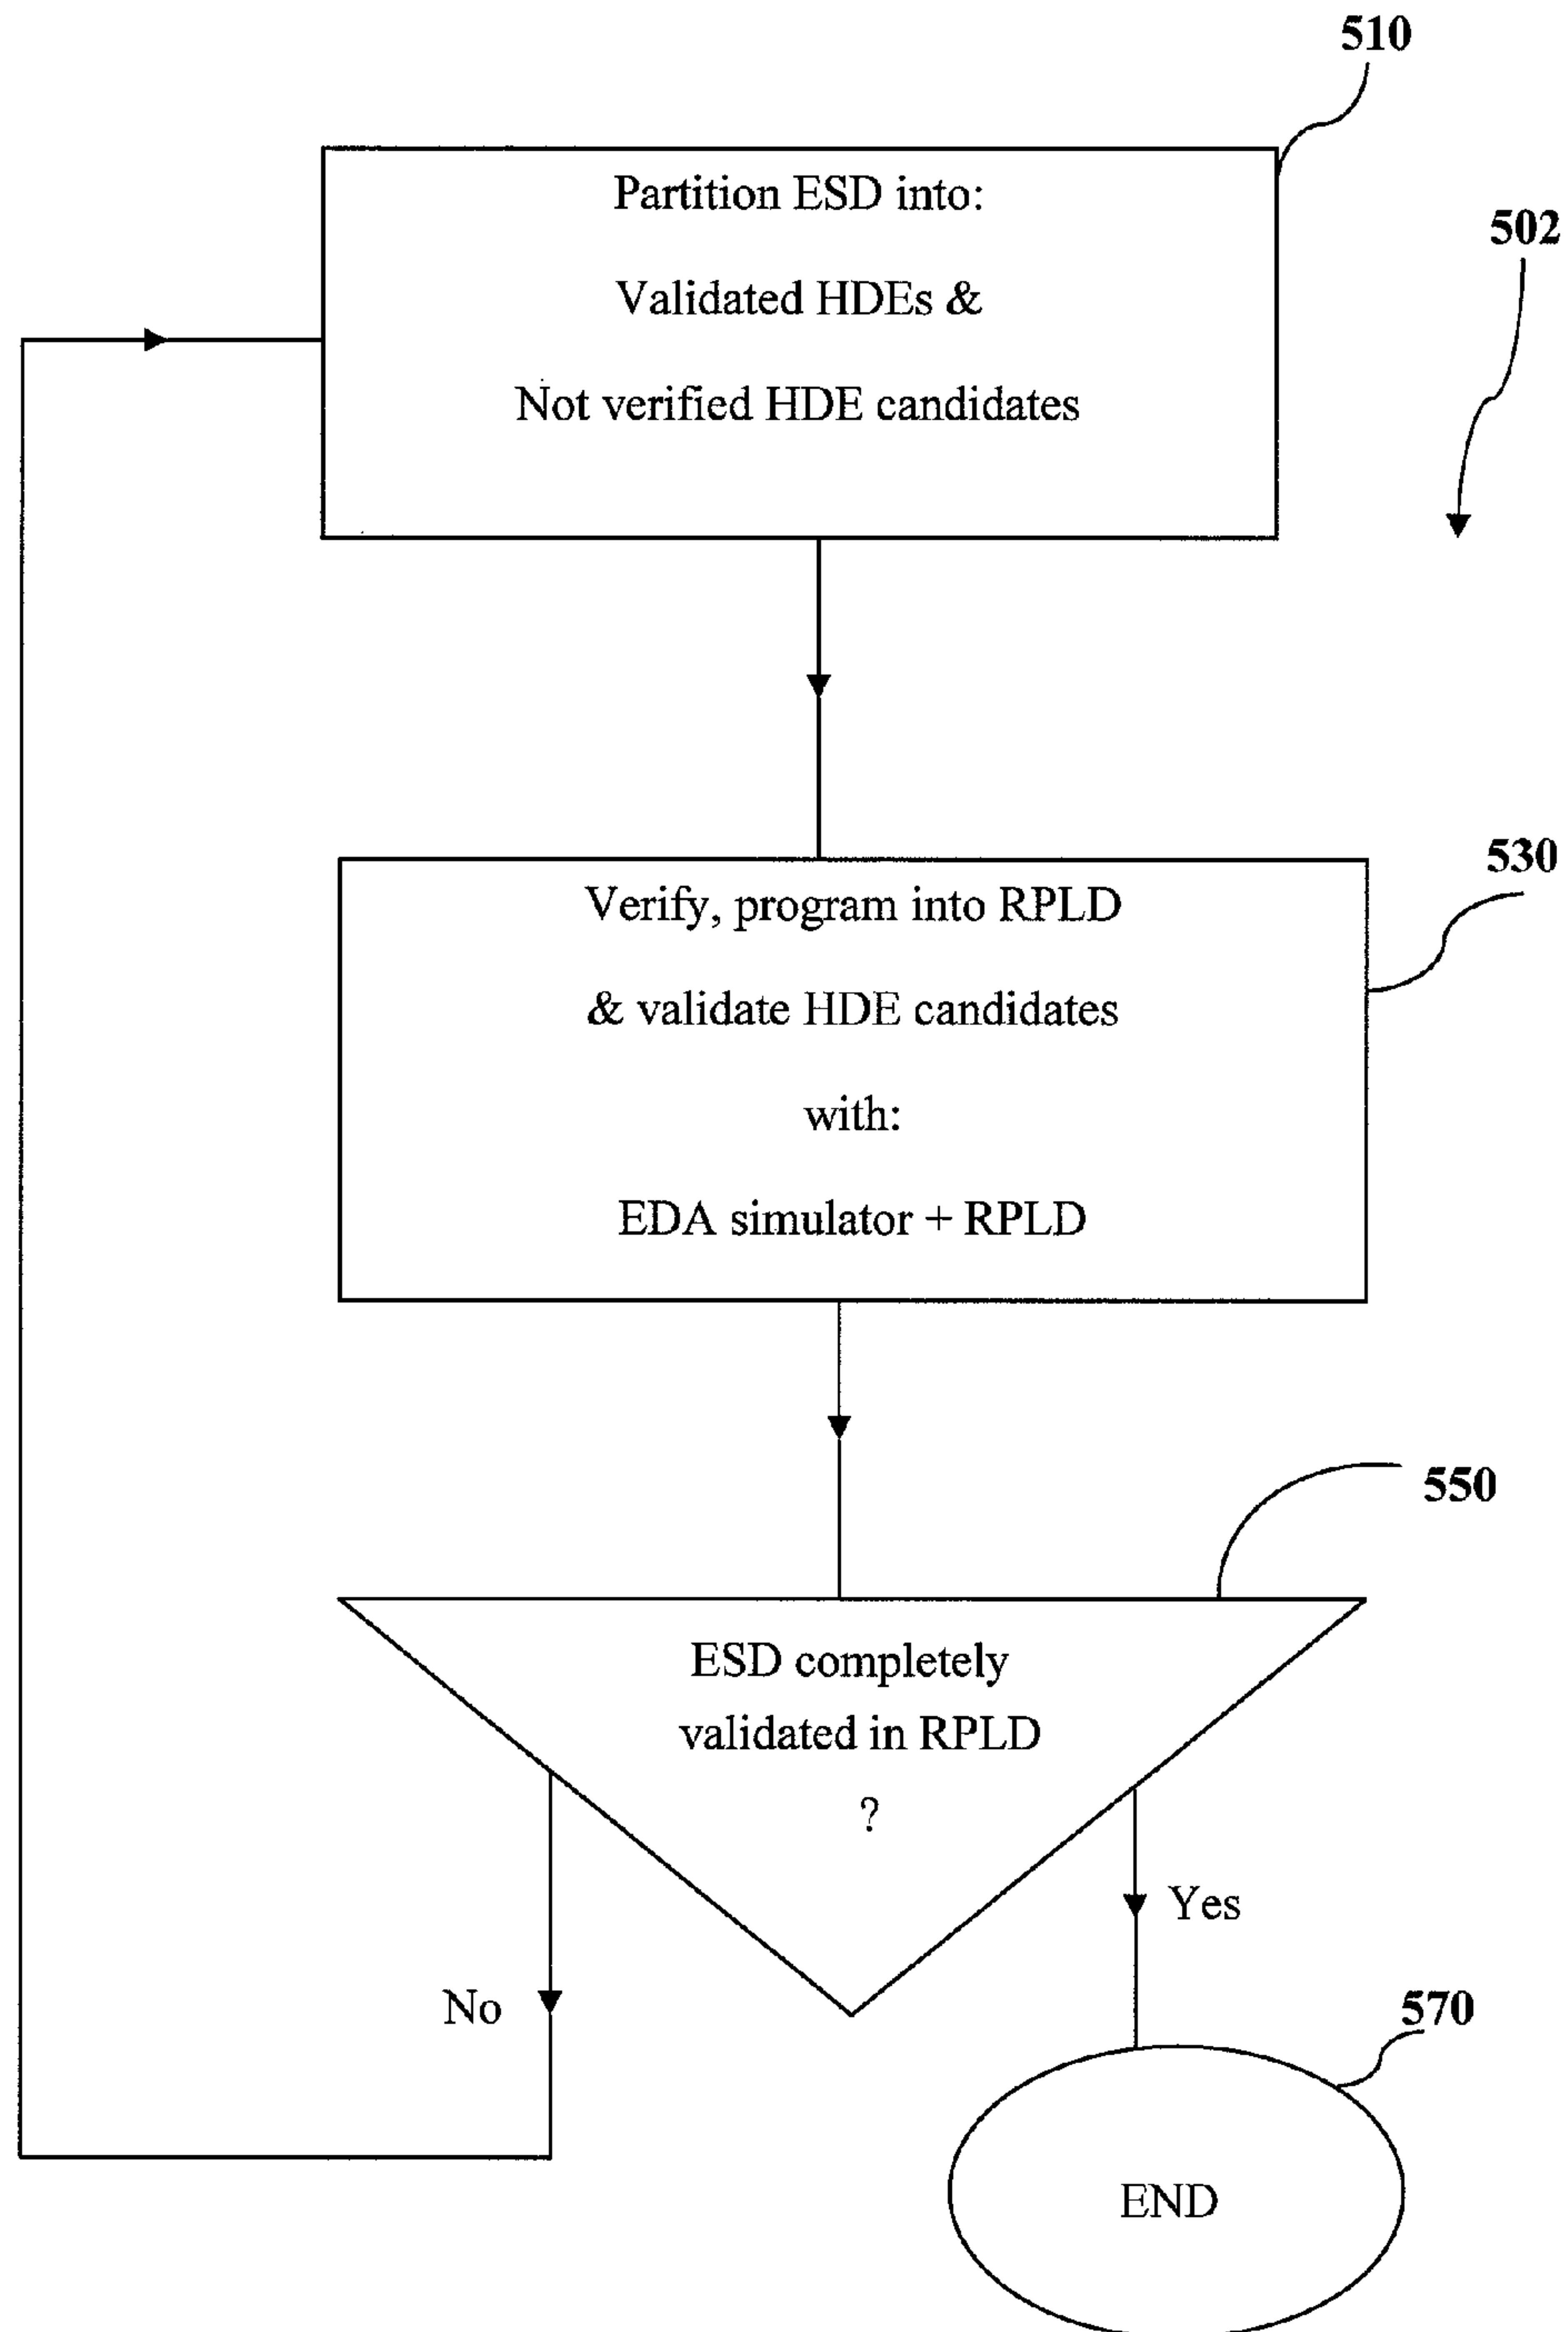 510
Partition ESD into:
Validated HDEs &
Not verified HDE candidates
502
530
Verify, program into RPLD
& validate HDE candidates
with:
EDA simulator + RPLD
550
ESD completely
validated in RPLD
?
Yes
No
570
END